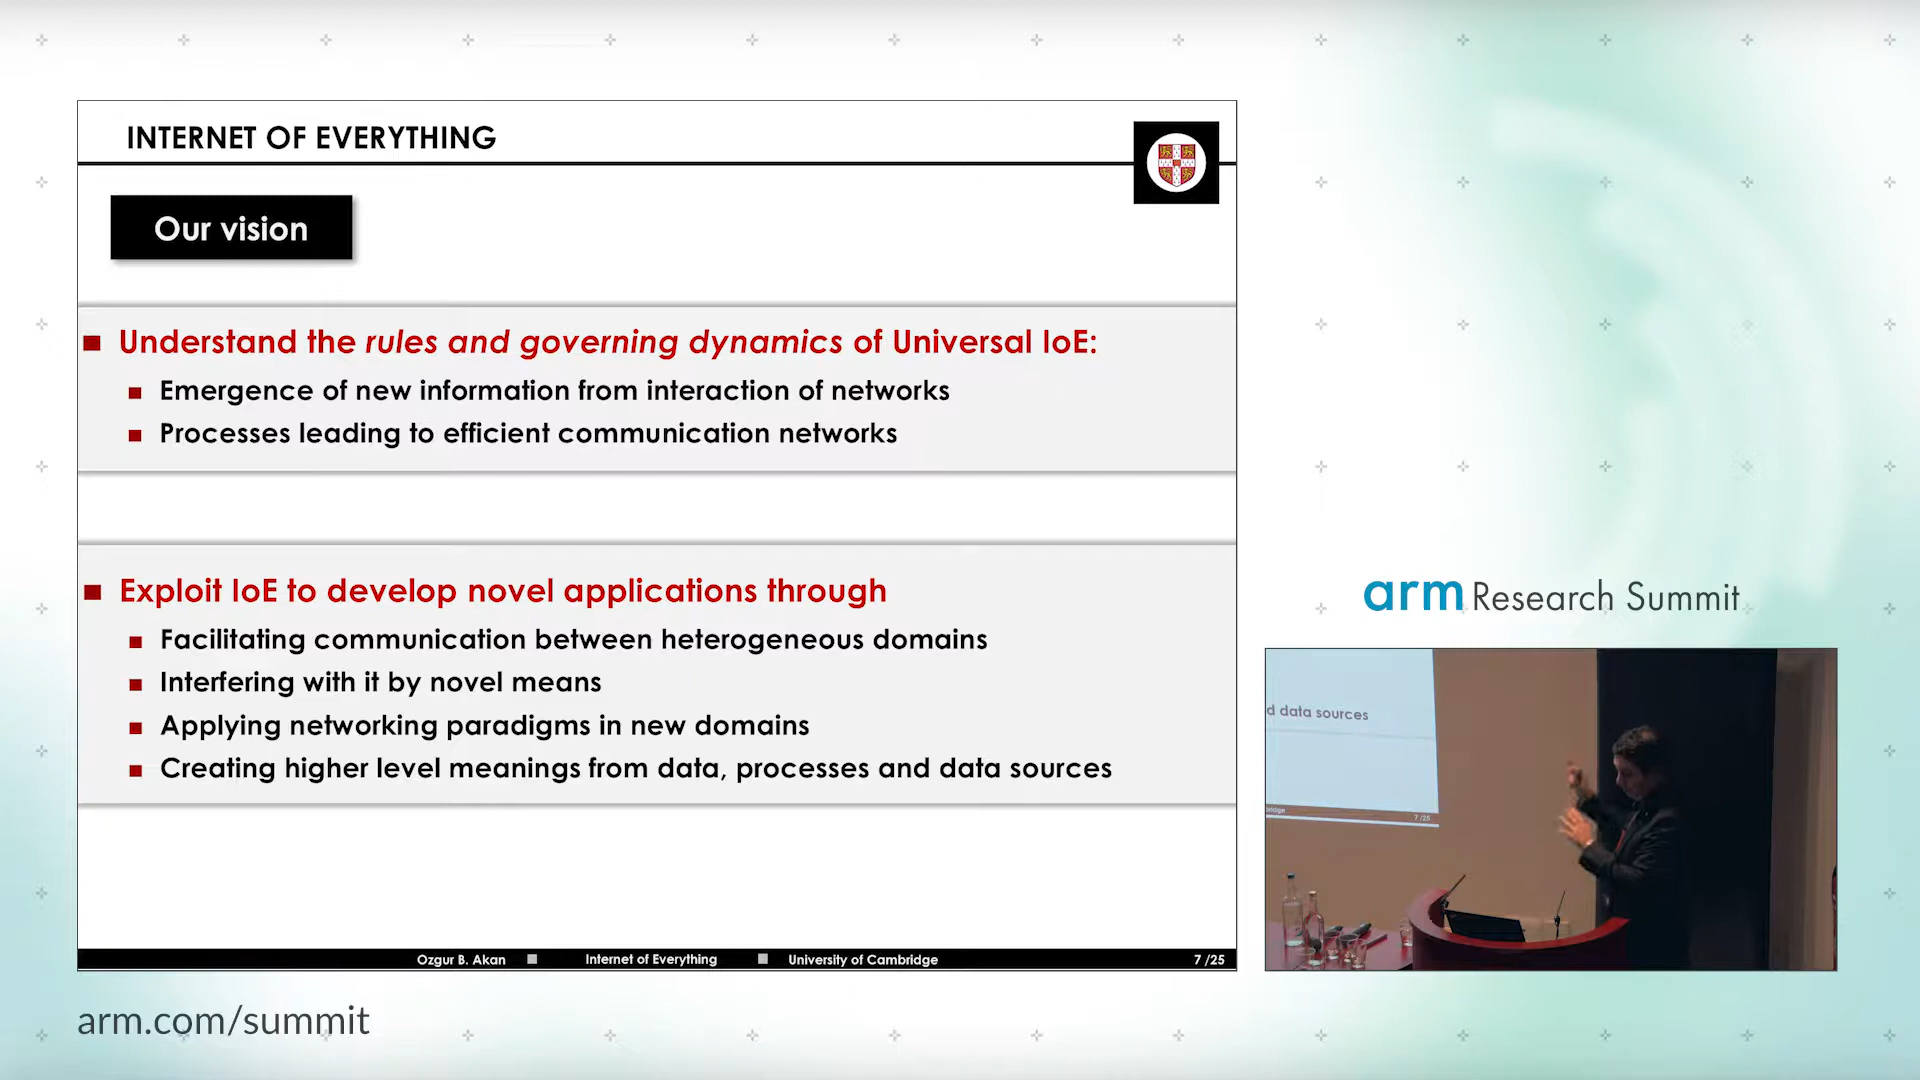 INTERNET OF EVERYTHING
Our vision
Understand the rules and governing dynamics of Universal IoE:
Emergence of new information from interaction of networks
Processes leading to efficient communication networks
Exploit IoE to develop novel applications through
Facilitating communication between heterogeneous domains
Interfering with it by novel means
Applying networking paradigms in new domains
Creating higher level meanings from data, processes and data sources
Ozgur B. Akan Internet of Everything University of Cambridge 7 /25
arm Research Summit
d data sources
7 /25
arm.com/summit